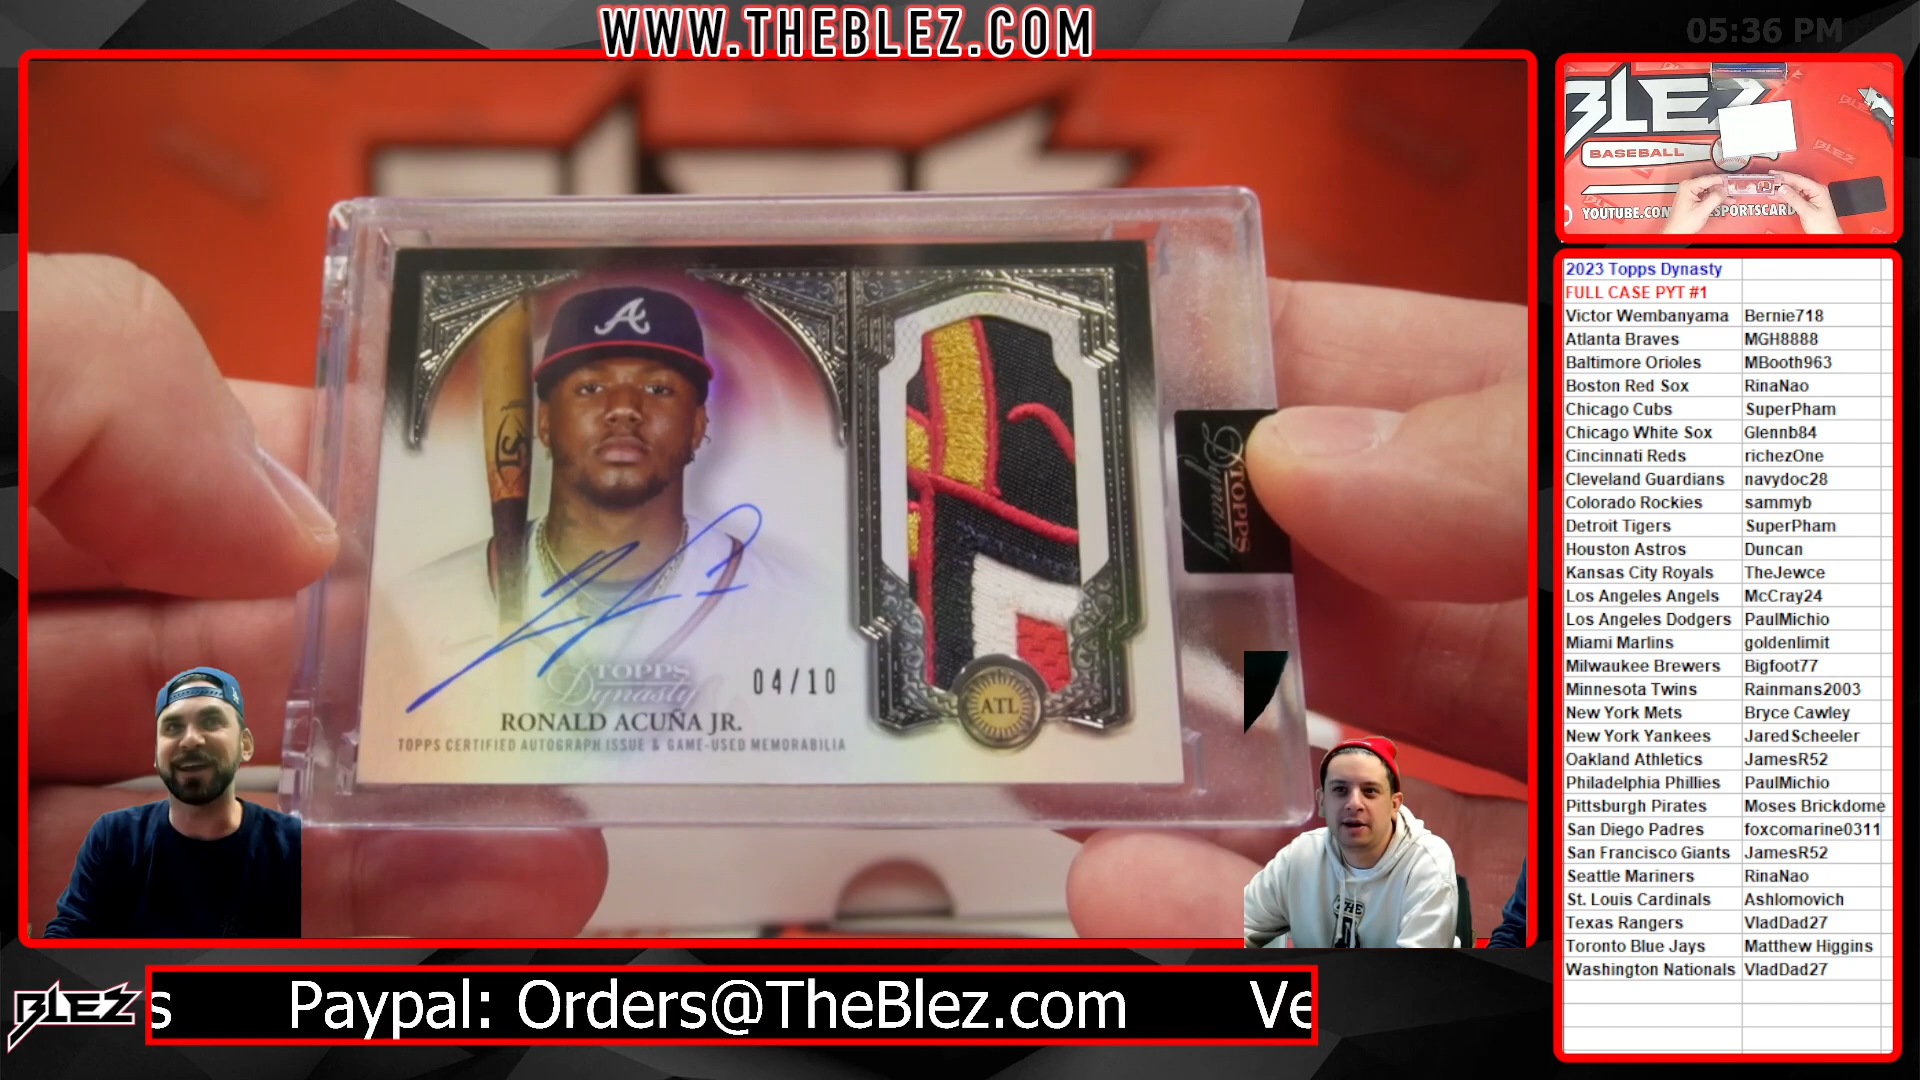 WWW.THEBLEZ.COM
05:36 PM
A
TOPPS
Dynasty
04/10
RONALD ACUÑA JR.
TOPPS CERTIFIED AUTOGRAPH ISSUE & GAME-USED MEMORABILIA
ATL
TOPPS
Dynasty
BLEZ
BASEBALL
YOUTUBE.COM
ESPORTSCARD
BLEZ
2023 Topps Dynasty
FULL CASE PYT #1
Victor Wembanyama Bernie718
Atlanta Braves MGH8888
Baltimore Orioles MBooth963
Boston Red Sox RinaNao
Chicago Cubs SuperPham
Chicago White Sox Glennb84
Cincinnati Reds richezOne
Cleveland Guardians navydoc28
Colorado Rockies sammyb
Detroit Tigers SuperPham
Houston Astros Duncan
Kansas City Royals TheJewce
Los Angeles Angels McCray24
Los Angeles Dodgers PaulMichio
Miami Marlins goldenlimit
Milwaukee Brewers Bigfoot77
Minnesota Twins Rainmans2003
New York Mets Bryce Cawley
New York Yankees JaredScheeler
Oakland Athletics JamesR52
Philadelphia Phillies PaulMichio
Pittsburgh Pirates Moses Brickdome
San Diego Padres foxcomarine0311
San Francisco Giants JamesR52
Seattle Mariners RinaNao
St. Louis Cardinals Ashlomovich
Texas Rangers VladDad27
Toronto Blue Jays Matthew Higgins
Washington Nationals VladDad27
BLEZ
s Paypal: Orders@TheBlez.com Ve